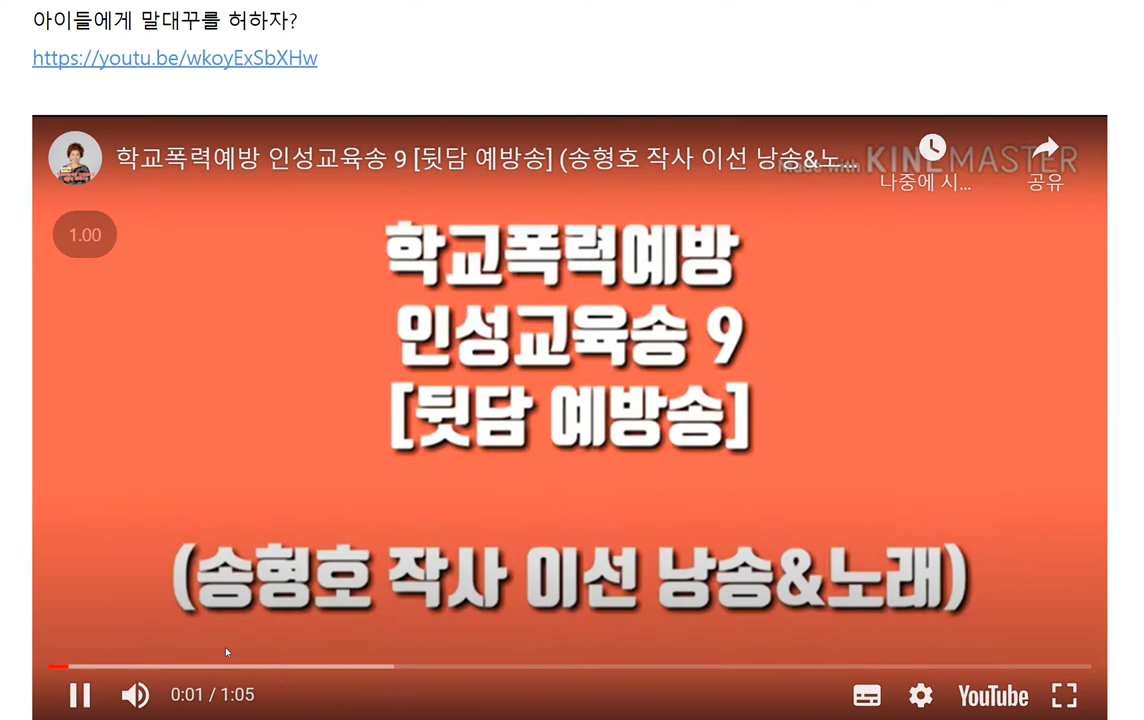 아이들에게 말대꾸를 허하자?
https://youtu.be/wkoyExSbXHw
학교폭력예방 인성교육송 9 [뒷담 예방송] (송형호 작사 이선 낭송&노...
Made with KINEMASTER
나중에 시...
공유
1.00
학교폭력예방
인성교육송 9
[뒷담 예방송]
(송형호 작사 이선 낭송&노래)
0:01 / 1:05
YouTube